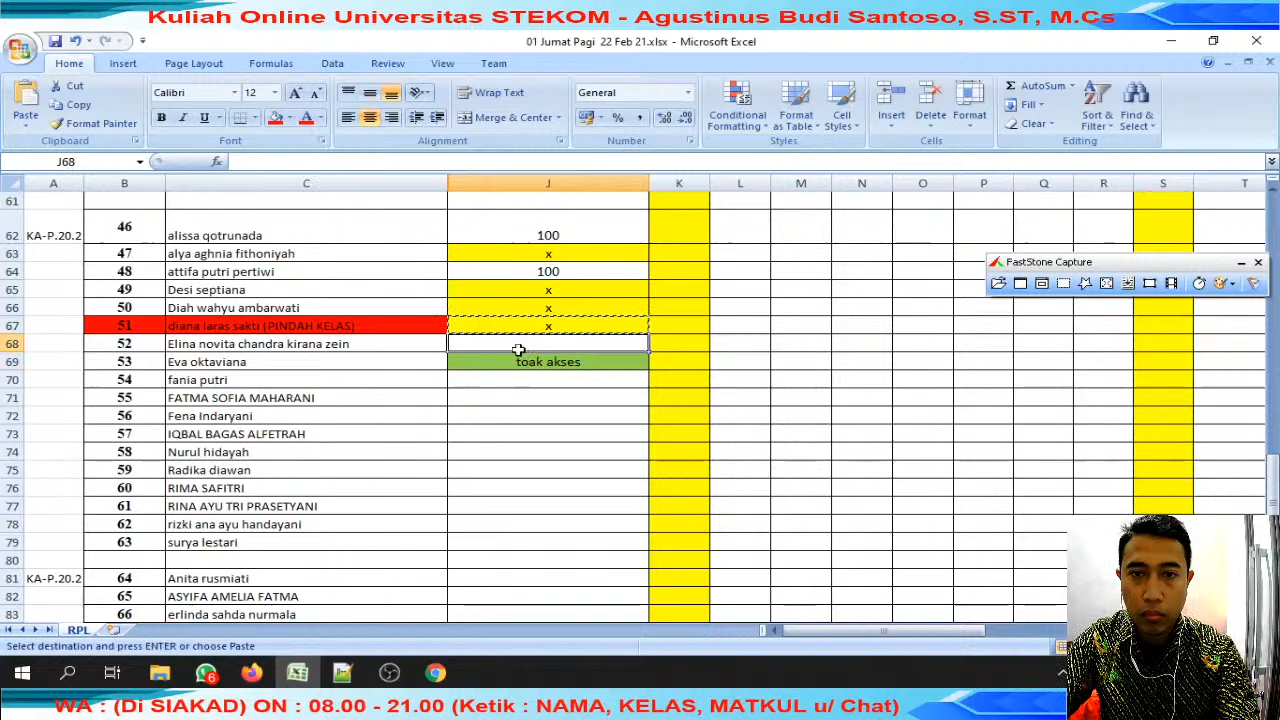 Kuliah Online Universitas STEKOM - Agustinus Budi Santoso, S.ST, M.Cs
01 Jumat Pagi 22 Feb 21.xlsx - Microsoft Excel
Home Insert Page Layout Formulas Data Review View Team
Paste Cut Copy Format Painter
Clipboard
Calibri 12
B I U
Font
Wrap Text
Merge & Center
Alignment
General
% ,
Number
Conditional Formatting Format as Table Cell Styles
Styles
Insert Delete Format
Cells
AutoSum Fill Clear Sort & Filter Find & Select
Editing
J68 fx
A B C J K L M N O P Q R S T
61
62 KA-P.20.2 46 alissa qotrunada 100
63 47 alya aghnia fithoniyah x
64 48 attifa putri pertiwi 100
65 49 Desi septiana x
66 50 Diah wahyu ambarwati x
67 51 diana laras sakti (PINDAH KELAS) x
68 52 Elina novita chandra kirana zein
69 53 Eva oktaviana toak akses
70 54 fania putri
71 55 FATMA SOFIA MAHARANI
72 56 Fena Indaryani
73 57 IQBAL BAGAS ALFETRAH
74 58 Nurul hidayah
75 59 Radika diawan
76 60 RIMA SAFITRI
77 61 RINA AYU TRI PRASETYANI
78 62 rizki ana ayu handayani
79 63 surya lestari
80
81 KA-P.20.2 64 Anita rusmiati
82 65 ASYIFA AMELIA FATMA
83 66 erlinda sahda nurmala
FastStone Capture
RPL
Select destination and press ENTER or choose Paste
6
WA : (Di SIAKAD) ON : 08.00 - 21.00 (Ketik : NAMA, KELAS, MATKUL u/ Chat)